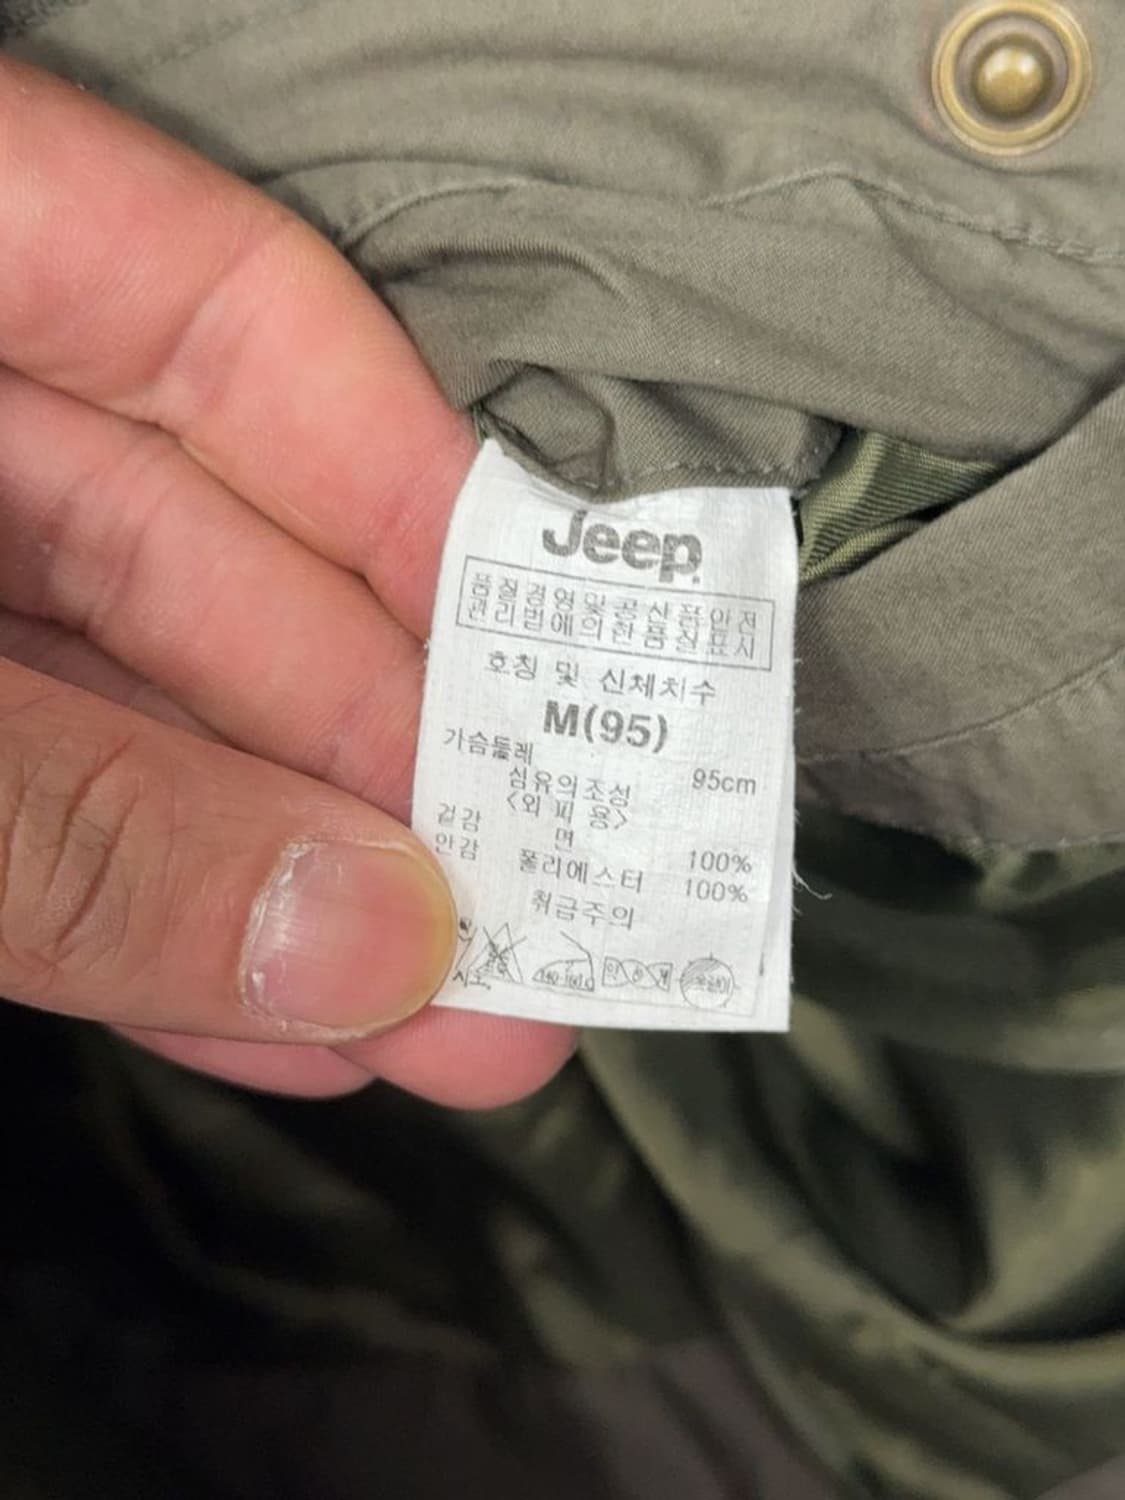 Jeep
품질경영및공산품안전
관리법에의한품질표시
호칭 및 신체치수
M(95)
가슴둘레 95cm
섬유의조성
<외 피 용>
겉감 면 100%
안감 폴리에스터 100%
취급주의
시오.